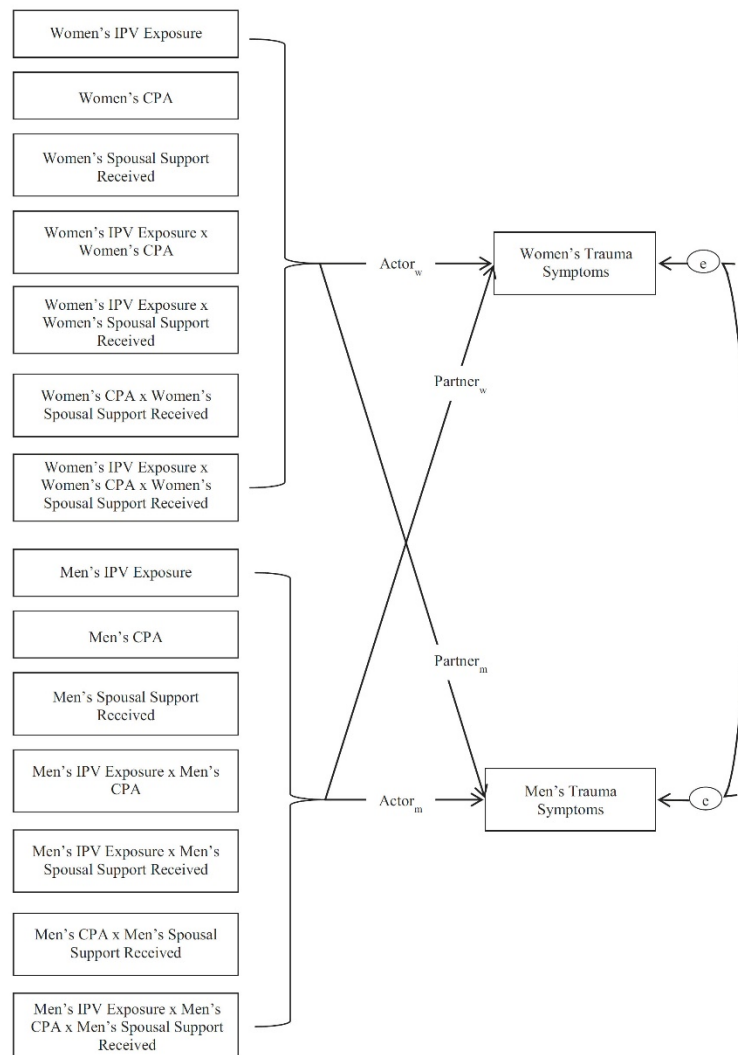 Women’s IPV Exposure
Women’s CPA
Women’s Spousal Support
Received
Women’s IPV Exposure x
Women’s CPA
Women’s IPV Exposure x
Women’s Spousal Support
Received
Women’s CPA x Women’s
Spousal Support Received
Women’s IPV Exposure x
Women’s CPA x Women’s
Spousal Support Received
Men’s IPV Exposure
Men’s CPA
Men’s Spousal Support
Received
Men’s IPV Exposure x Men’s
CPA
Men’s IPV Exposure x Men’s
Spousal Support Received
Men’s CPA x Men’s Spousal
Support Received
Men’s IPV Exposure x Men’s
CPA x Men’s Spousal Support
Received
Actorw
Partnerw
Partnerm
Actorm
Women’s Trauma
Symptoms
e
Men’s Trauma
Symptoms
e